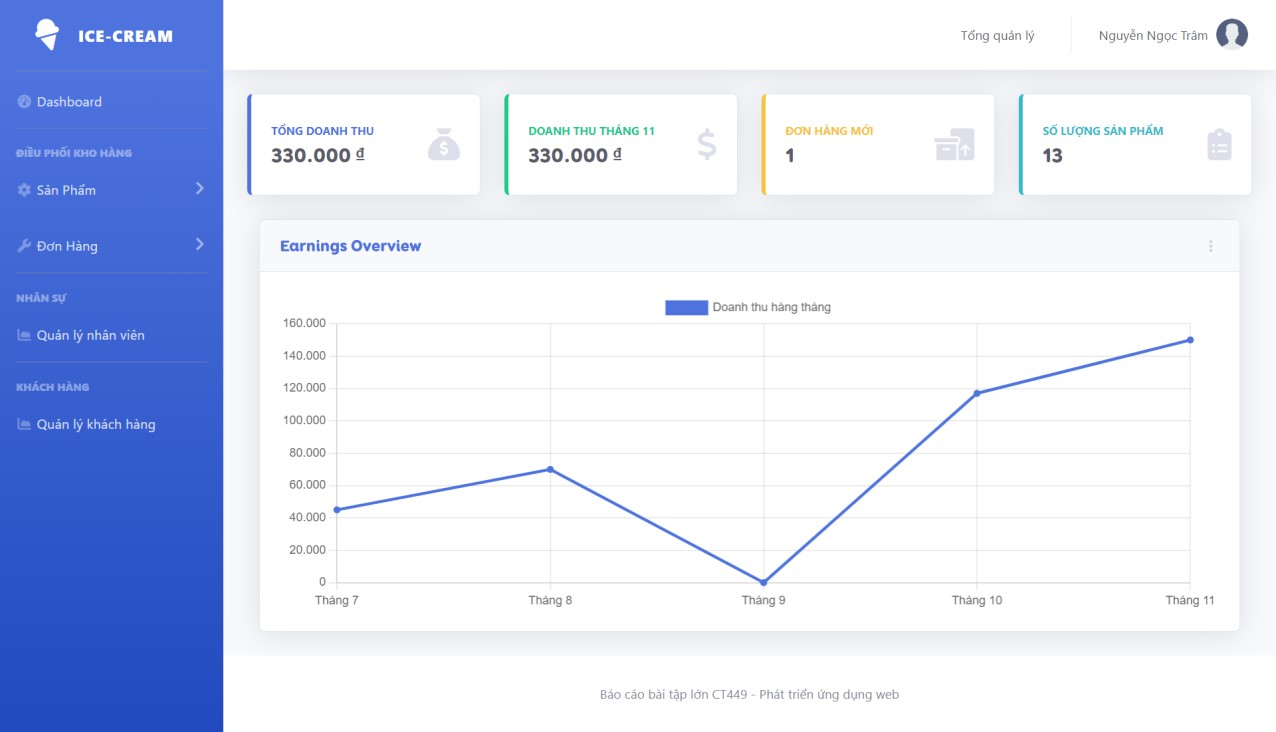 ICE-CREAM
Tổng quản lý
Nguyễn Ngọc Trâm
Dashboard
ĐIỀU PHỐI KHO HÀNG
Sản Phẩm
Đơn Hàng
NHÂN SỰ
Quản lý nhân viên
KHÁCH HÀNG
Quản lý khách hàng
TỔNG DOANH THU
330.000 ₫
DOANH THU THÁNG 11
330.000 ₫
ĐƠN HÀNG MỚI
1
SỐ LƯỢNG SẢN PHẨM
13
Earnings Overview
Doanh thu hàng tháng
160.000
140.000
120.000
100.000
80.000
60.000
40.000
20.000
0
Tháng 7
Tháng 8
Tháng 9
Tháng 10
Tháng 11
Báo cáo bài tập lớn CT449 - Phát triển ứng dụng web